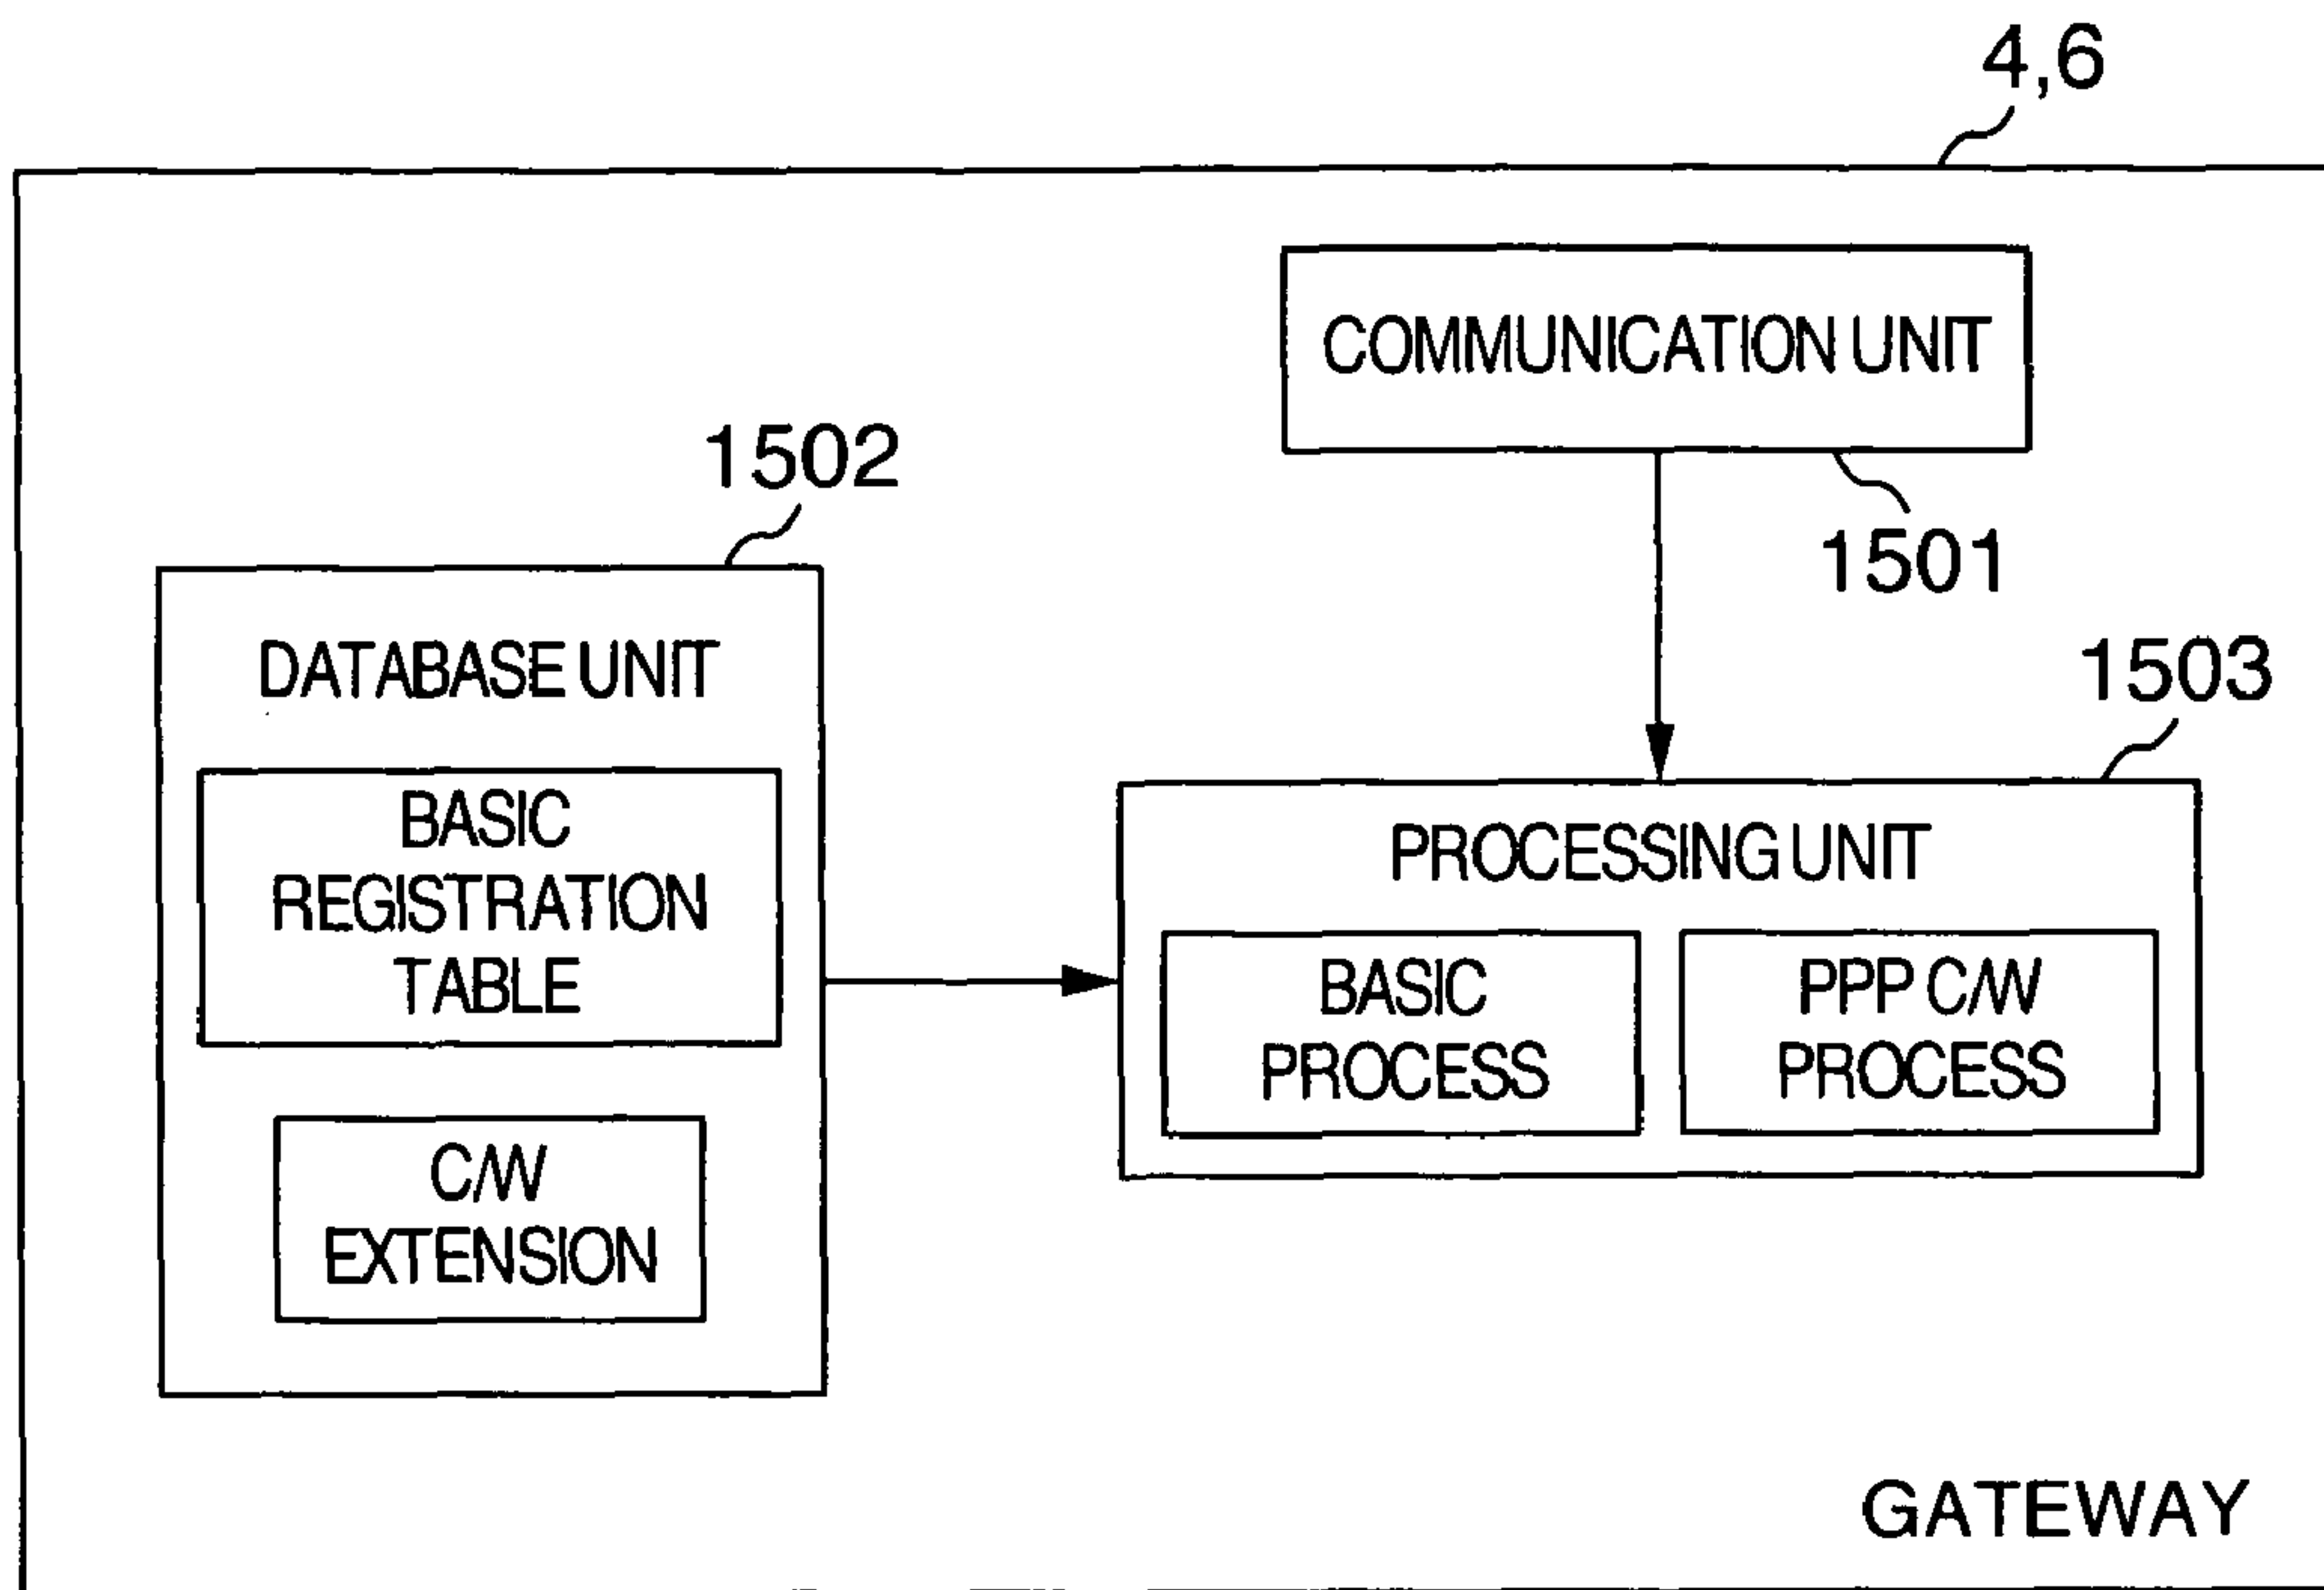 4,6
COMMUNICATION UNIT
1501
1502
DATABASE UNIT
BASIC
REGISTRATION
TABLE
C/W
EXTENSION
1503
PROCESSING UNIT
BASIC
PROCESS
PPP C/W
PROCESS
GATEWAY